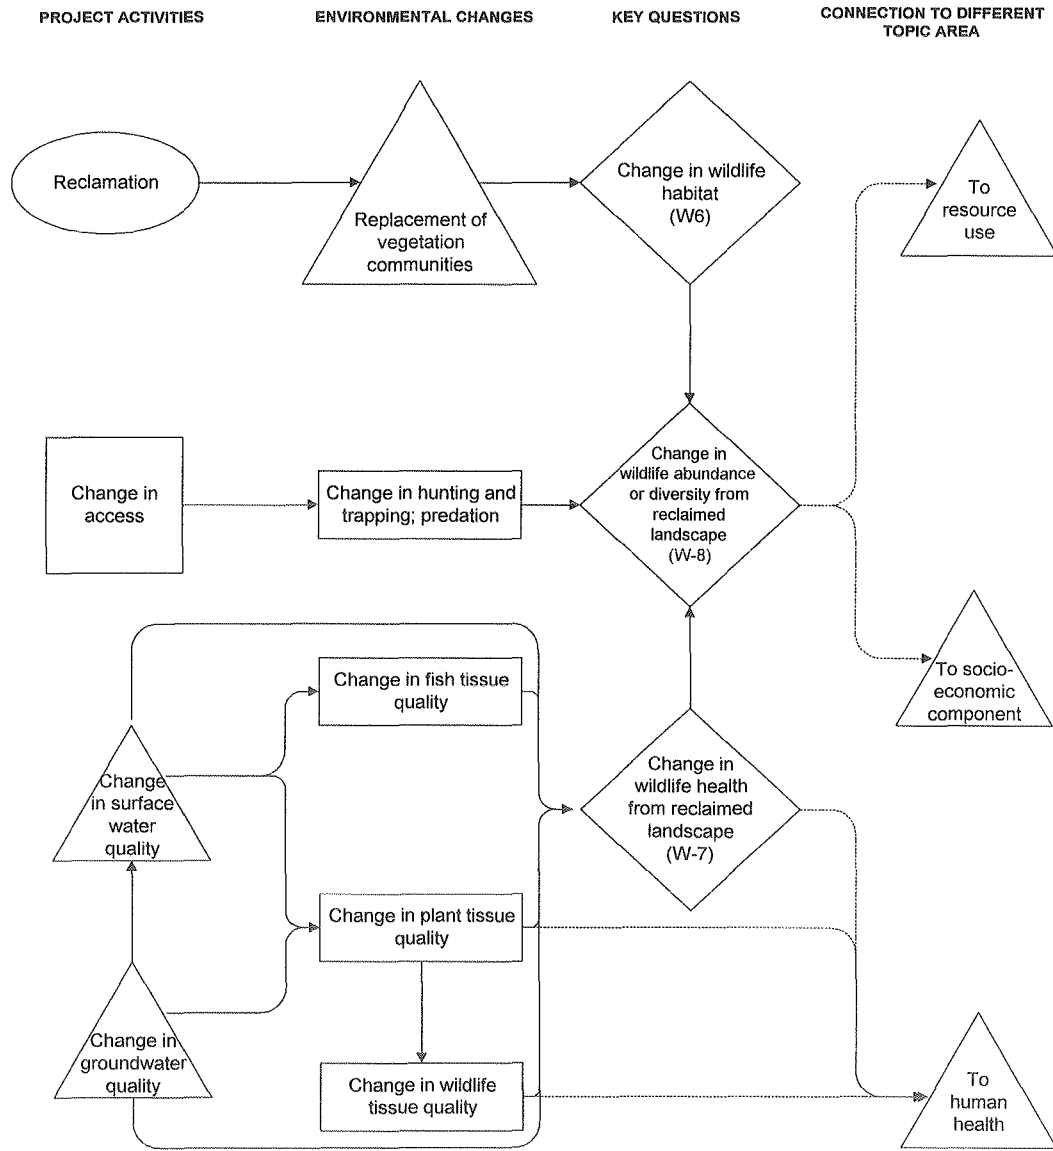 PROJECT ACTIVITIES
ENVIRONMENTAL CHANGES
KEY QUESTIONS
CONNECTION TO DIFFERENT
TOPIC AREA
Reclamation
Replacement of
vegetation
communities
Change in wildlife
habitat
(W6)
To
resource
use
Change in
access
Change in hunting and
trapping; predation
Change in
wildlife abundance
or diversity from
reclaimed
landscape
(W-8)
To socio-
economic
component
Change in fish tissue
quality
Change
in surface
water
quality
Change in
wildlife health
from reclaimed
landscape
(W-7)
Change in plant tissue
quality
Change in
groundwater
quality
Change in wildlife
tissue quality
To
human
health